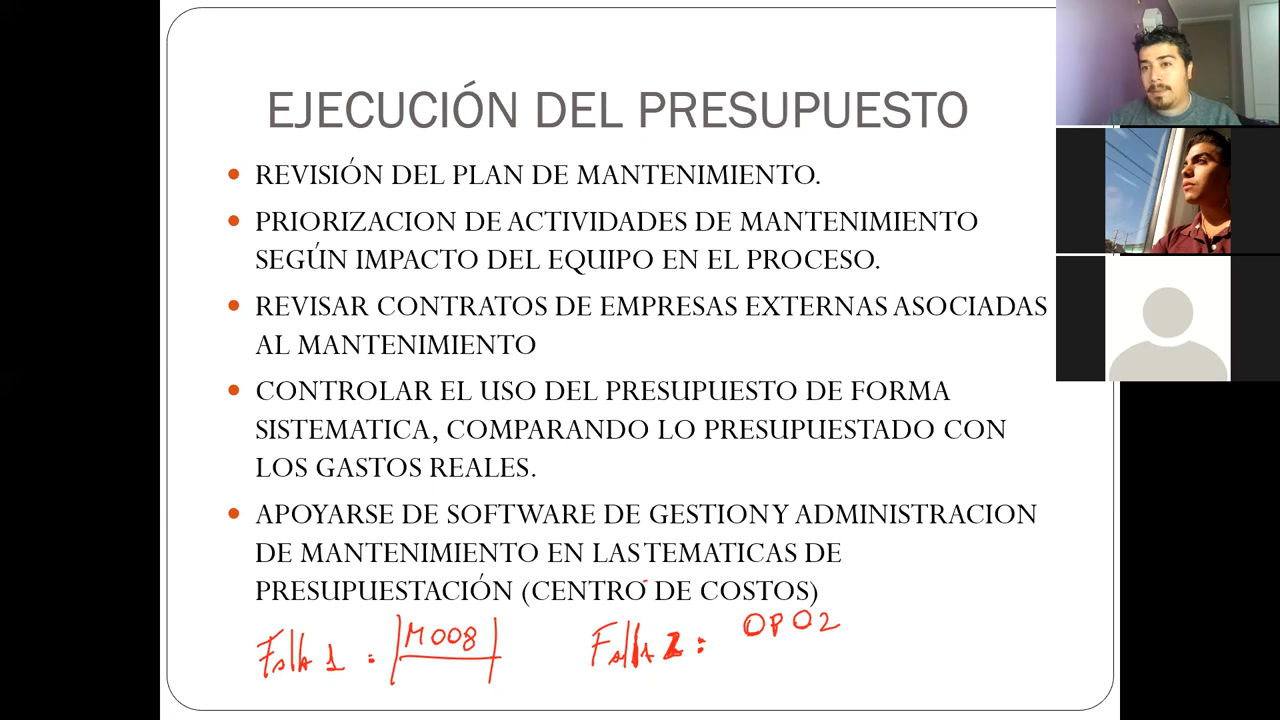 EJECUCIÓN DEL PRESUPUESTO
• REVISIÓN DEL PLAN DE MANTENIMIENTO.
• PRIORIZACION DE ACTIVIDADES DE MANTENIMIENTO
SEGÚN IMPACTO DEL EQUIPO EN EL PROCESO.
• REVISAR CONTRATOS DE EMPRESAS EXTERNAS ASOCIADAS
AL MANTENIMIENTO
• CONTROLAR EL USO DEL PRESUPUESTO DE FORMA
SISTEMATICA, COMPARANDO LO PRESUPUESTADO CON
LOS GASTOS REALES.
• APOYARSE DE SOFTWARE DE GESTION Y ADMINISTRACION
DE MANTENIMIENTO EN LAS TEMATICAS DE
PRESUPUESTACIÓN (CENTRO DE COSTOS)
Falla 1 : M008 Falla 2 : OP02